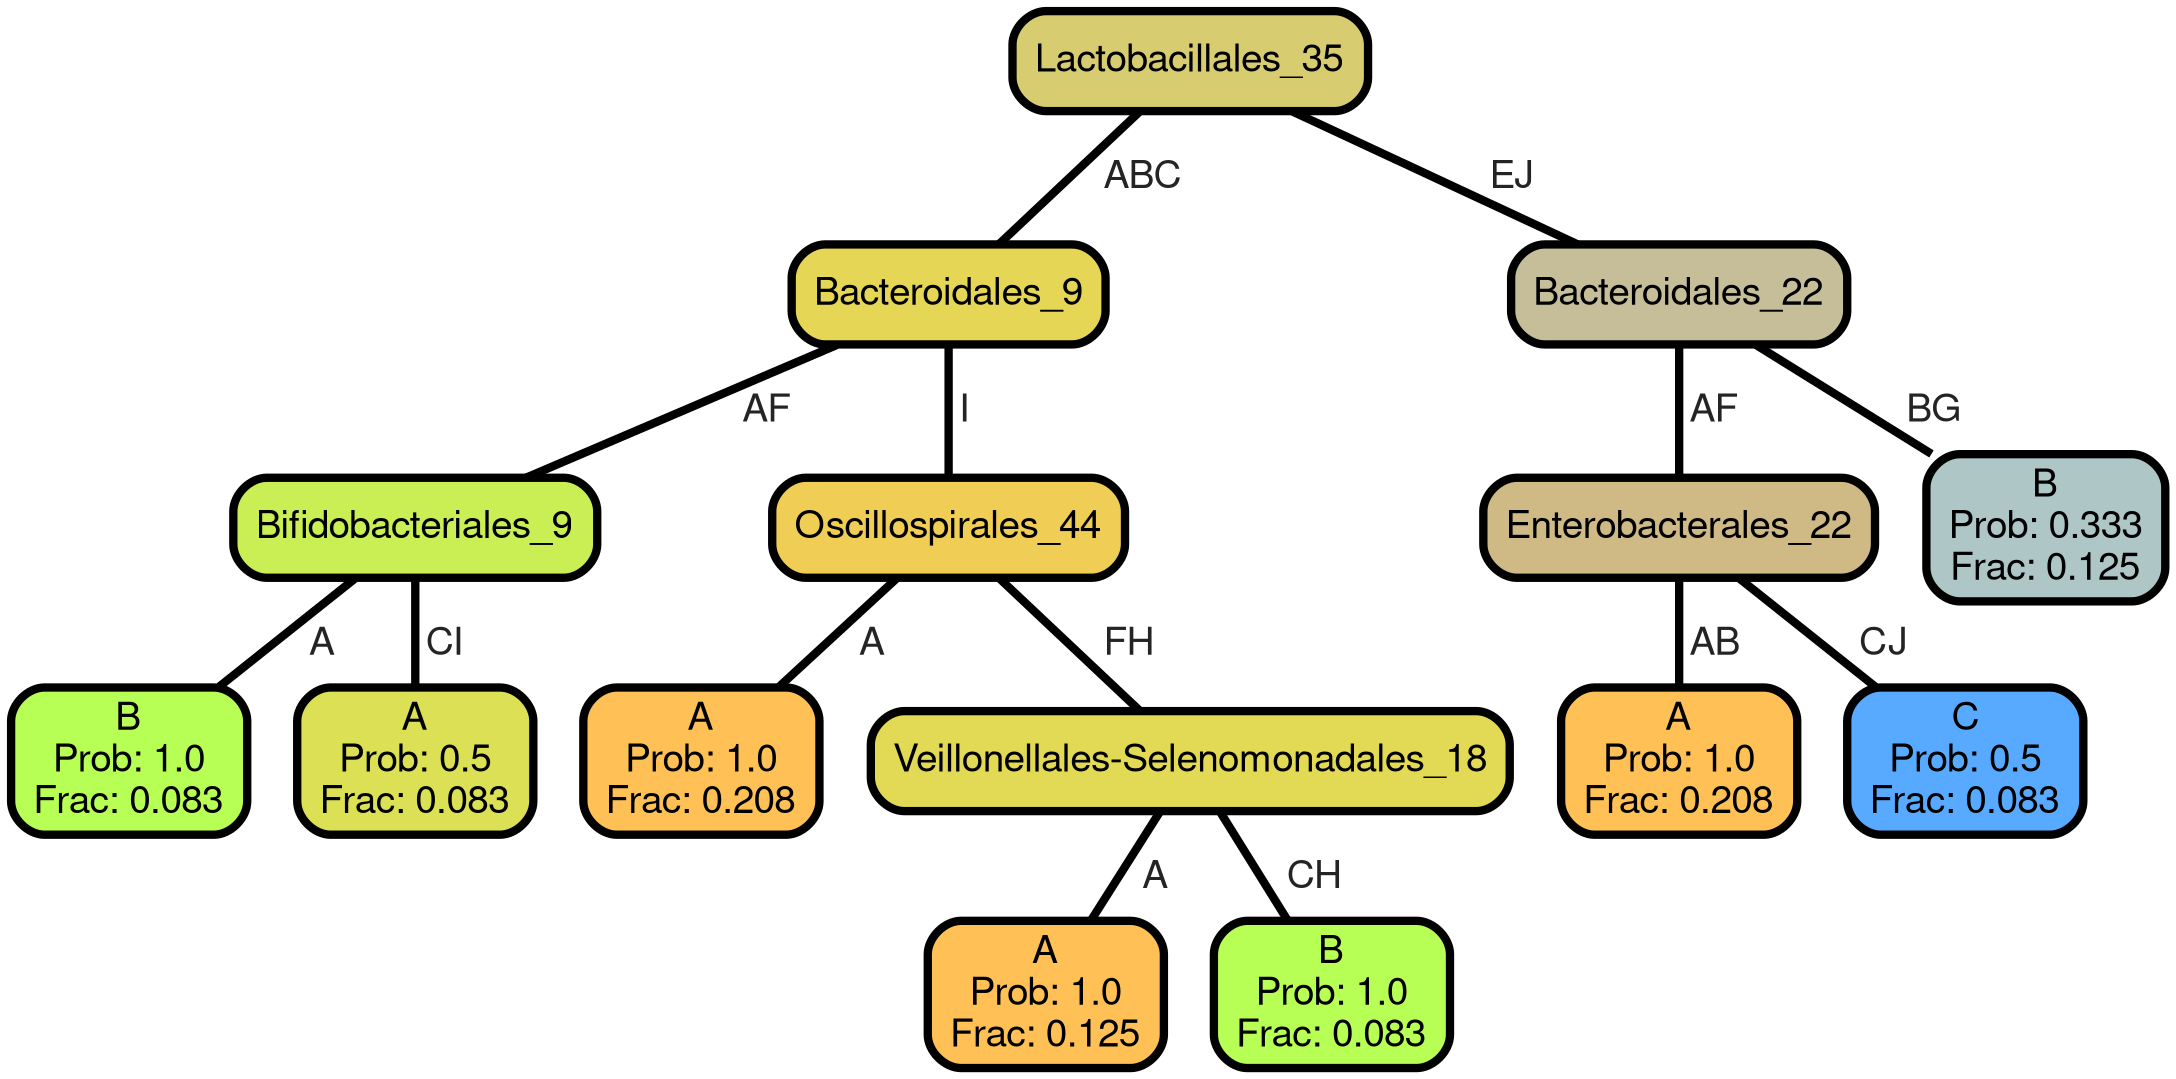 Lactobacillales_35
ABC
EJ
Bacteroidales_9
Bacteroidales_22
AF
I
AF
BG
Bifidobacteriales_9
Oscillospirales_44
Enterobacterales_22
B
Prob: 0.333
Frac: 0.125
A
CI
A
FH
AB
CJ
B
Prob: 1.0
Frac: 0.083
A
Prob: 0.5
Frac: 0.083
A
Prob: 1.0
Frac: 0.208
Veillonellales-Selenomonadales_18
A
Prob: 1.0
Frac: 0.208
C
Prob: 0.5
Frac: 0.083
A
CH
A
Prob: 1.0
Frac: 0.125
B
Prob: 1.0
Frac: 0.083